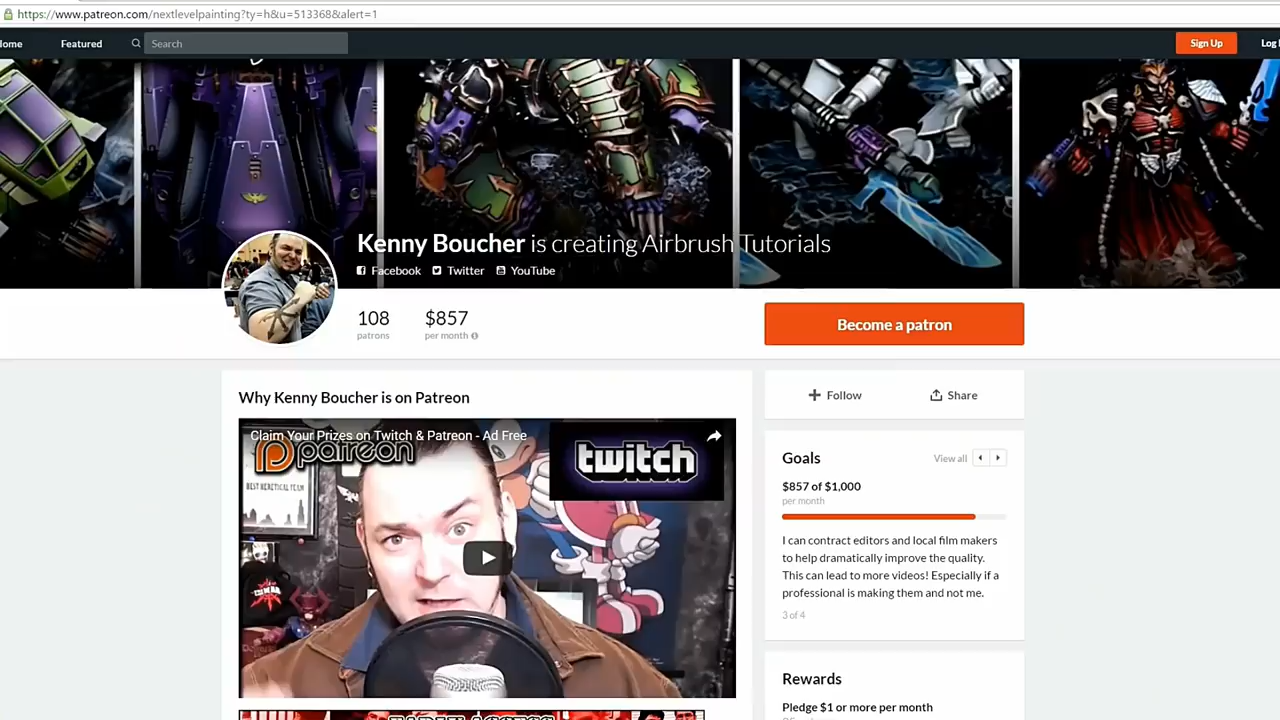 https://www.patreon.com/nextlevelpainting?ty=h&u=513368&alert=1
Home Featured Search Sign Up Log
Kenny Boucher is creating Airbrush Tutorials
Facebook Twitter YouTube
108 $857
patrons per month
Become a patron
Why Kenny Boucher is on Patreon
Follow Share
Claim Your Prizes on Twitch & Patreon - Ad Free
patreon
twitch
BEST HERETICAL TEAM
Goals View all
$857 of $1,000
per month
I can contract editors and local film makers
to help dramatically improve the quality.
This can lead to more videos! Especially if a
professional is making them and not me.
3 of 4
Rewards
Pledge $1 or more per month